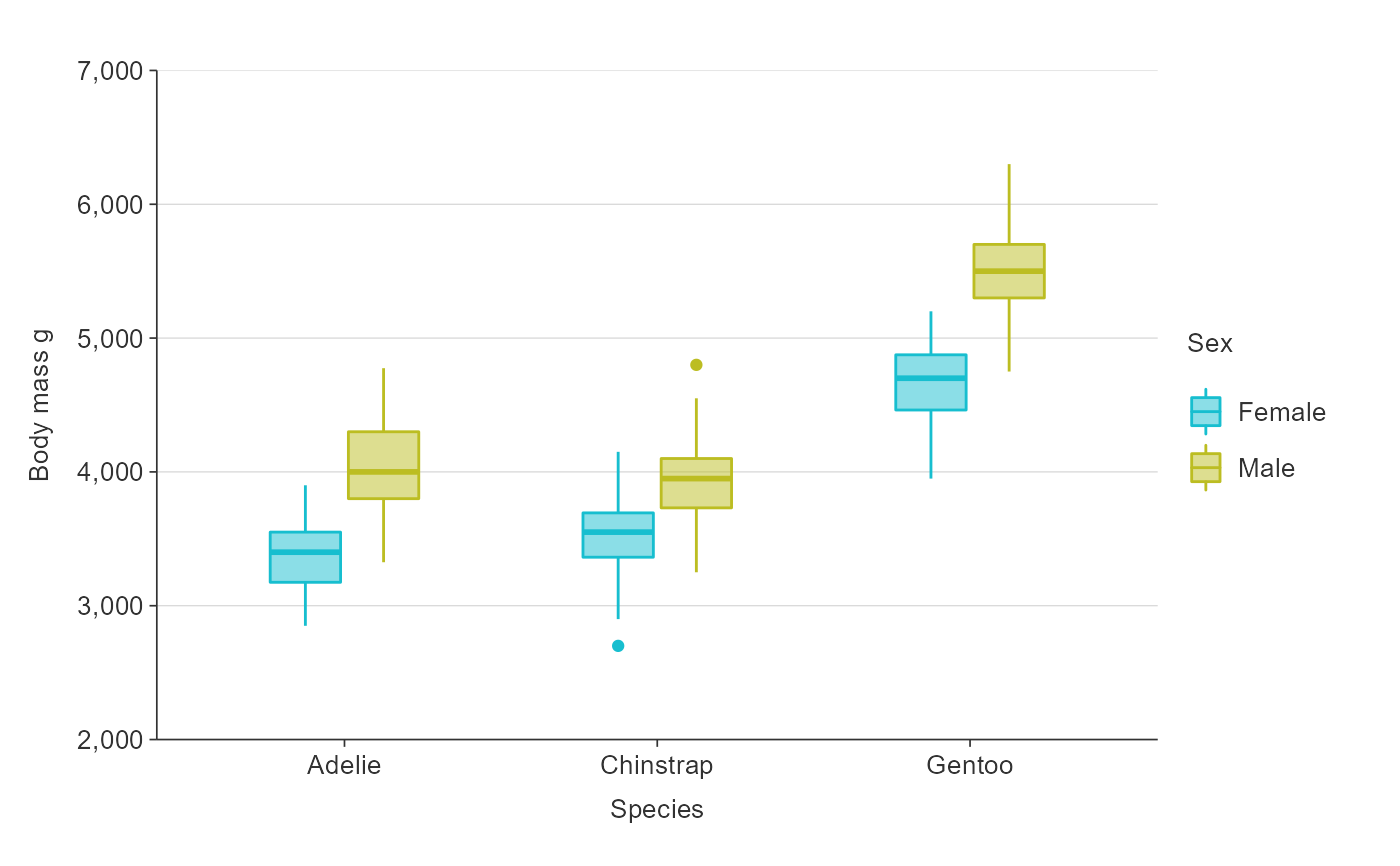 7,000
6,000
5,000
4,000
3,000
2,000
Body mass g
Adelie
Chinstrap
Gentoo
Species
Sex
Female
Male